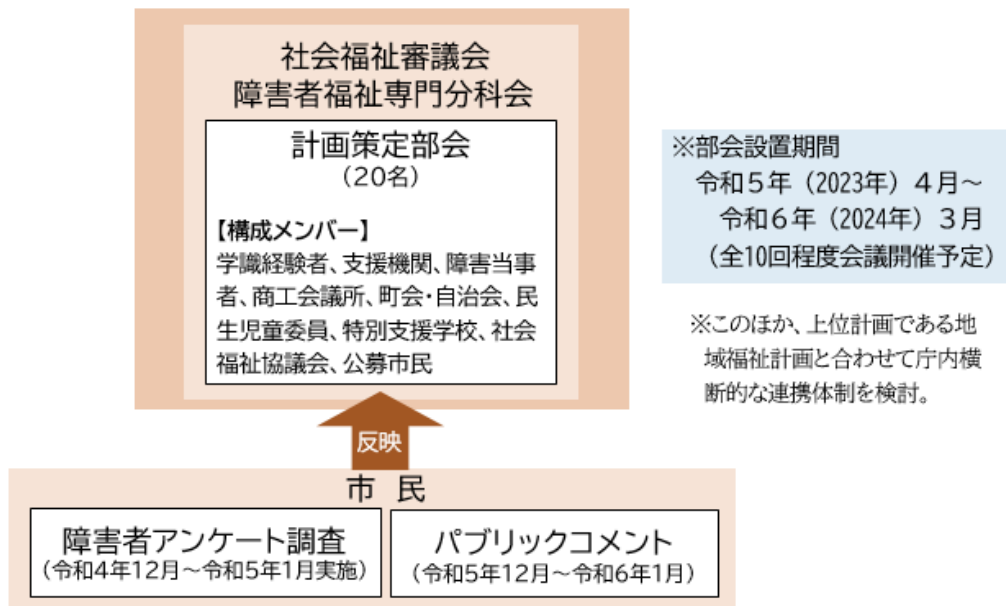 社会福祉審議会
障害者福祉専門分科会
計画策定部会
(20名)
【構成メンバー】
学識経験者、支援機関、障害当事
者、商工会議所、町会・自治会、民
生児童委員、特別支援学校、社会
福祉協議会、公募市民
※部会設置期間
令和5年（2023年）4月～
令和6年（2024年）3月
（全10回程度会議開催予定）
※このほか、上位計画である地
域福祉計画と合わせて庁内横
断的な連携体制を検討。
反映
市 民
障害者アンケート調査
(令和4年12月～令和5年1月実施)
パブリックコメント
(令和5年12月～令和6年1月)